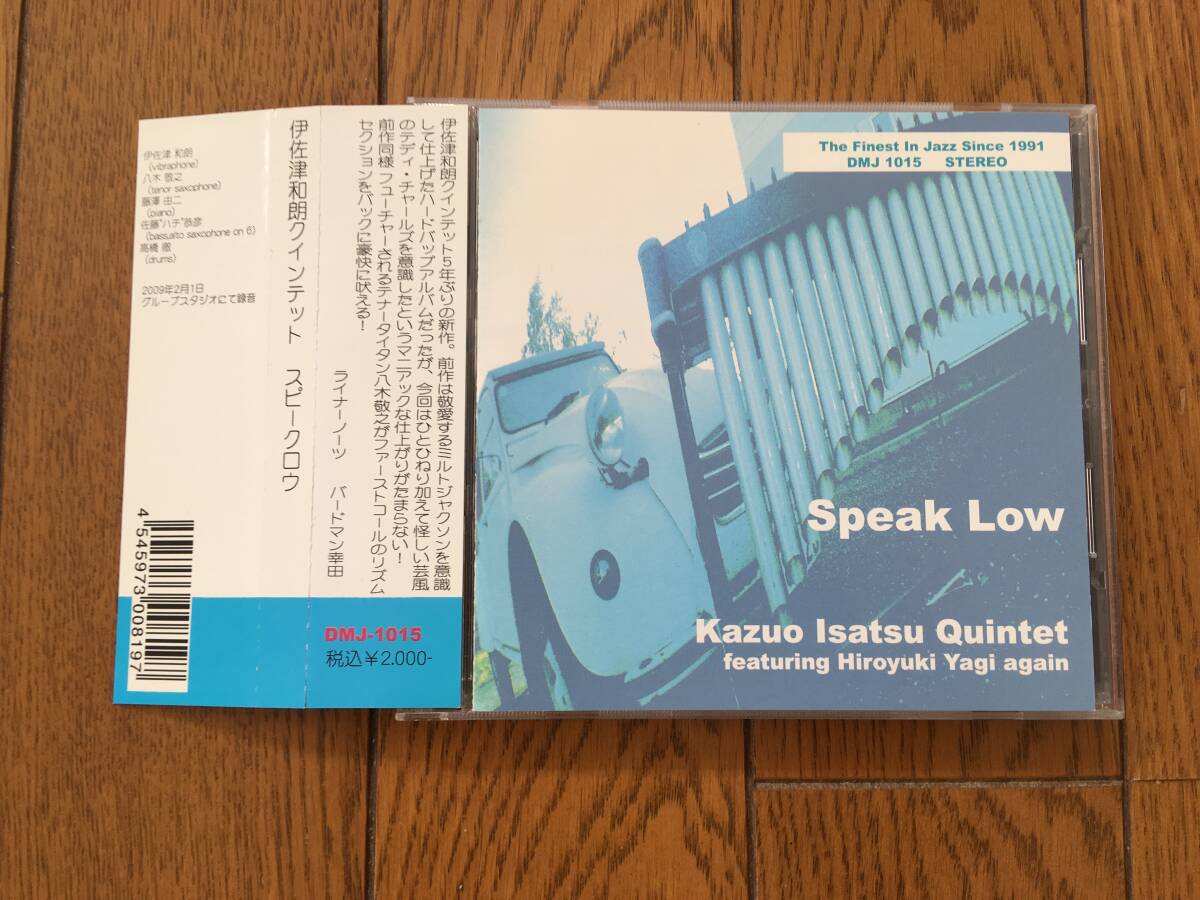 伊佐津 和朗
(vibraphone)
八木 敬之
(tenor saxophone)
藤澤 由二
(piano)
佐藤"ハチ"恭彦
(bass,alto saxophone on 6)
高橋 徹
(drums)
2009年2月1日
グループスタジオにて録音
4 545973 008197
伊佐津和朗クインテット スピークロウ
伊佐津和朗クインテット5年ぶりの新作。前作は敬愛するミルトジャクソンを意識
して仕上げたハードバップアルバムだったが、今回はひとひねり加えて怪しい芸風
のテディ・チャールズを意識したというマニアックな仕上がりがたまらない！
前作同様フューチャーされるテナータイタン八木敬之がファーストコールのリズム
セクションをバックに豪快に吠える！
ライナーノーツ バードマン幸田
DMJ-1015
税込￥2.000-
The Finest In Jazz Since 1991
DMJ 1015 STEREO
Speak Low
Kazuo Isatsu Quintet
featuring Hiroyuki Yagi again